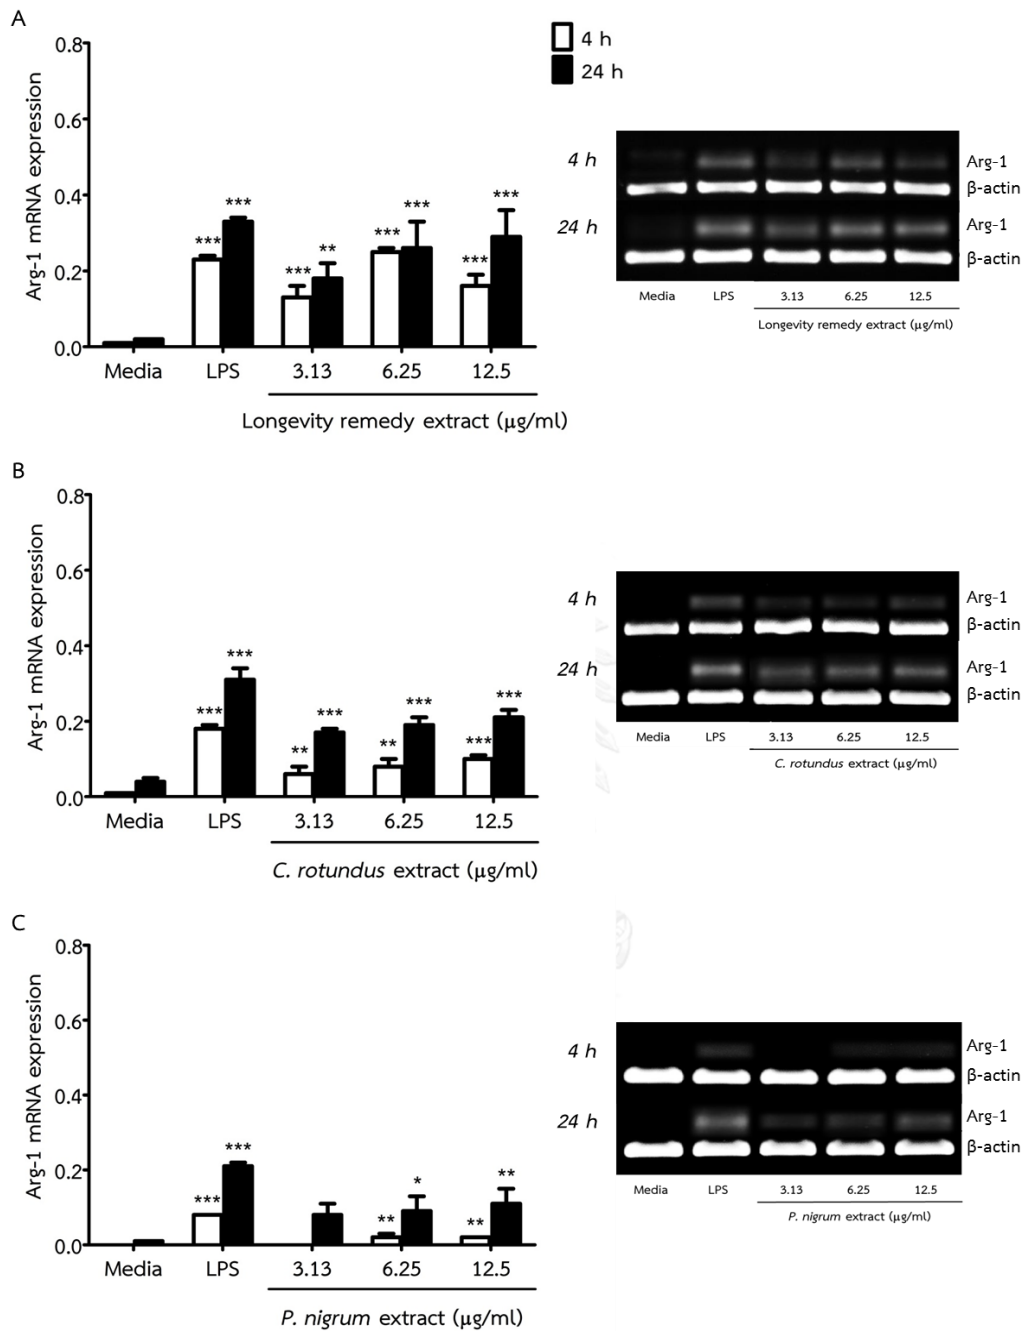 A
0.8
0.6
0.4
0.2
0.0
Arg-1 mRNA expression
*** ***
*** **
*** ***
*** ***
Media LPS 3.13 6.25 12.5
Longevity remedy extract (μg/ml)
4 h
24 h
4 h Arg-1
β-actin
24 h Arg-1
β-actin
Media LPS 3.13 6.25 12.5
Longevity remedy extract (μg/ml)
B
0.8
0.6
0.4
0.2
0.0
Arg-1 mRNA expression
*** ***
** ***
** ***
*** ***
Media LPS 3.13 6.25 12.5
C. rotundus extract (μg/ml)
4 h Arg-1
β-actin
24 h Arg-1
β-actin
Media LPS 3.13 6.25 12.5
C. rotundus extract (μg/ml)
C
0.8
0.6
0.4
0.2
0.0
Arg-1 mRNA expression
*** ***
** *
** **
Media LPS 3.13 6.25 12.5
P. nigrum extract (μg/ml)
4 h Arg-1
β-actin
24 h Arg-1
β-actin
Media LPS 3.13 6.25 12.5
P. nigrum extract (μg/ml)